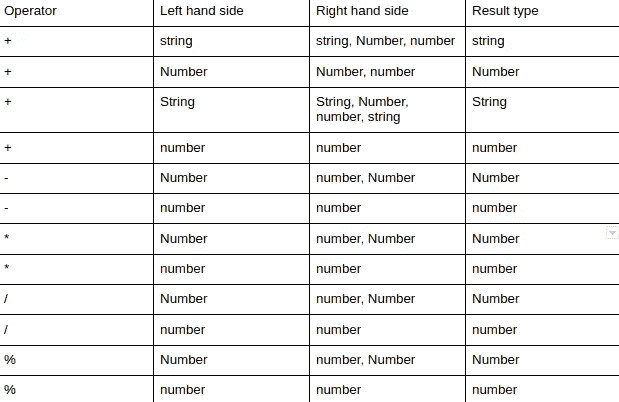 Operator Left hand side Right hand side Result type
+ string string, Number, number string
+ Number Number, number Number
+ String String, Number, String
number, string
+ number number number
- Number number, Number Number
- number number number
* Number number, Number Number
* number number number
/ Number number, Number Number
/ number number number
% Number number, Number Number
% number number number